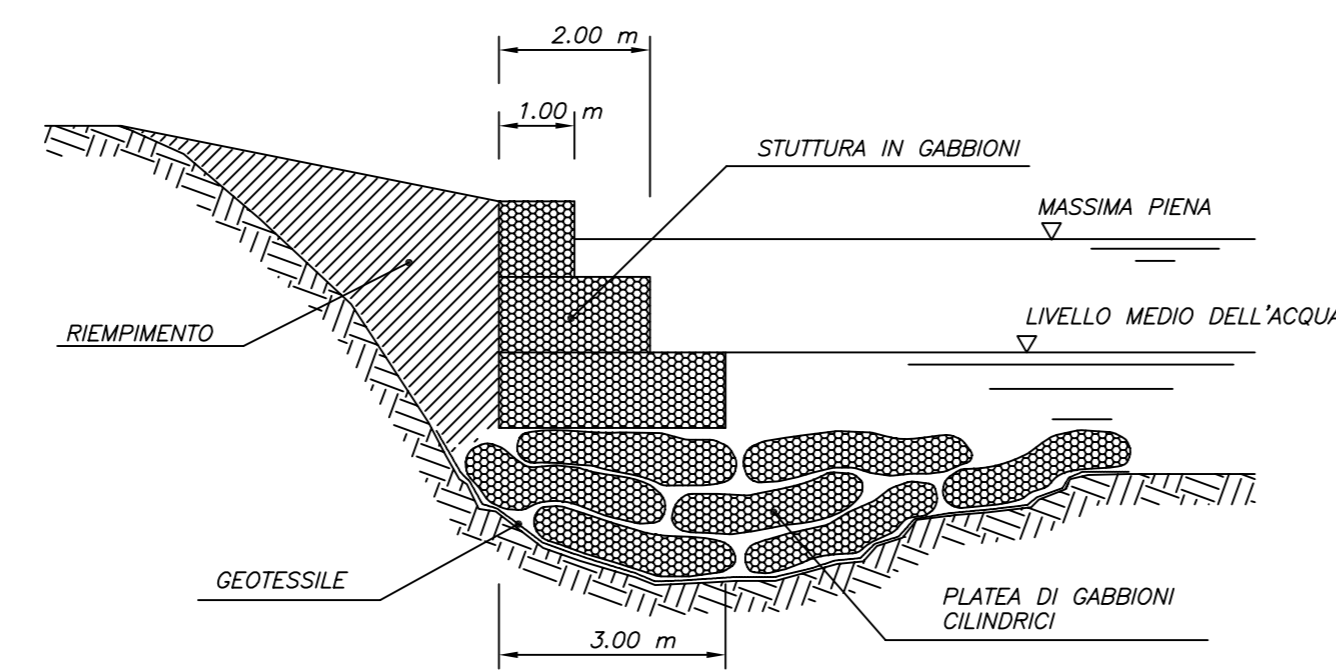 2.00 m
1.00 m
STUTTURA IN GABBIONI
MASSIMA PIENA
LIVELLO MEDIO DELL'ACQUA
RIEMPIMENTO
GEOTESSILE
PLATEA DI GABBIONI
CILINDRICI
3.00 m